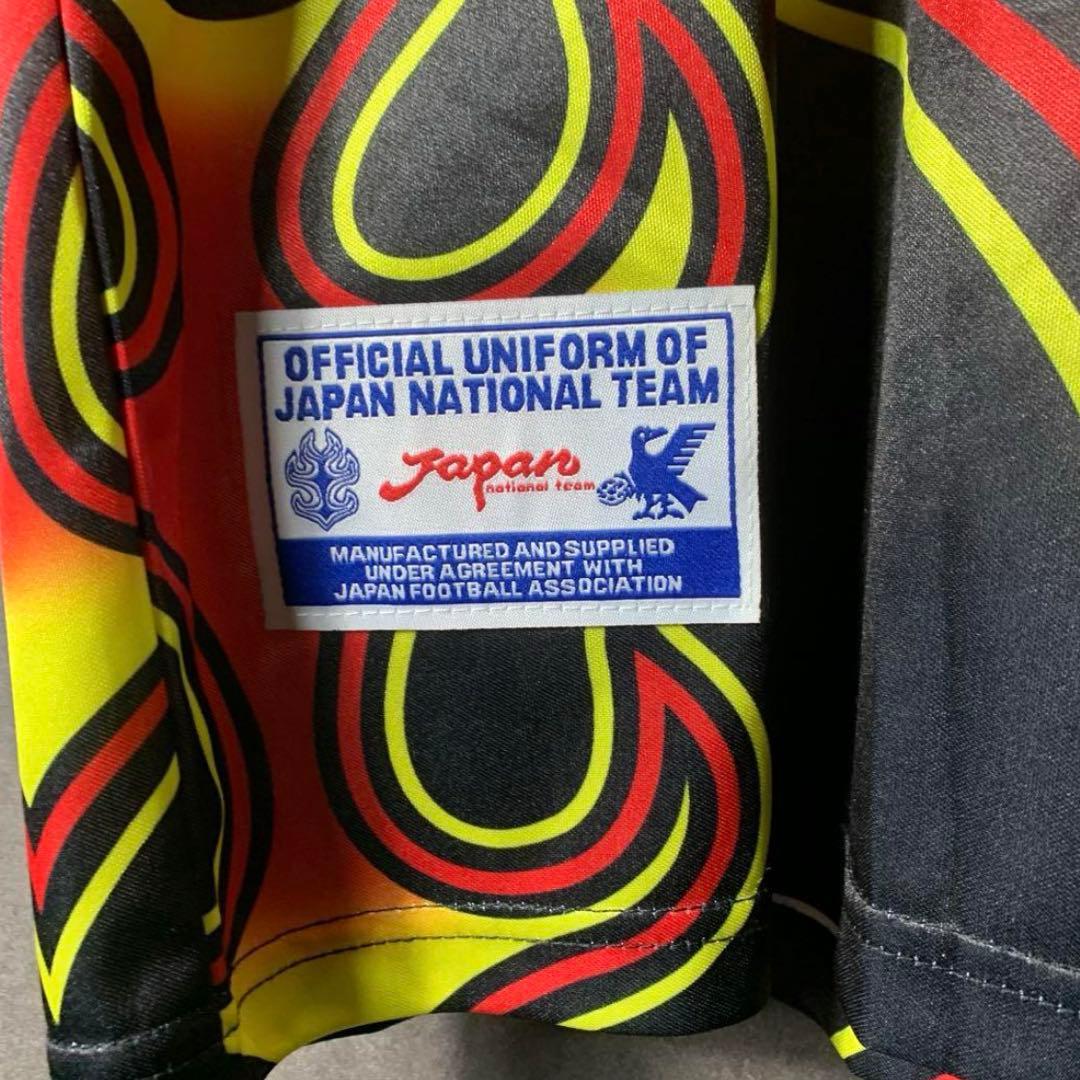 OFFICIAL UNIFORM OF
JAPAN NATIONAL TEAM
Japan
national team
MANUFACTURED AND SUPPLIED
UNDER AGREEMENT WITH
JAPAN FOOTBALL ASSOCIATION